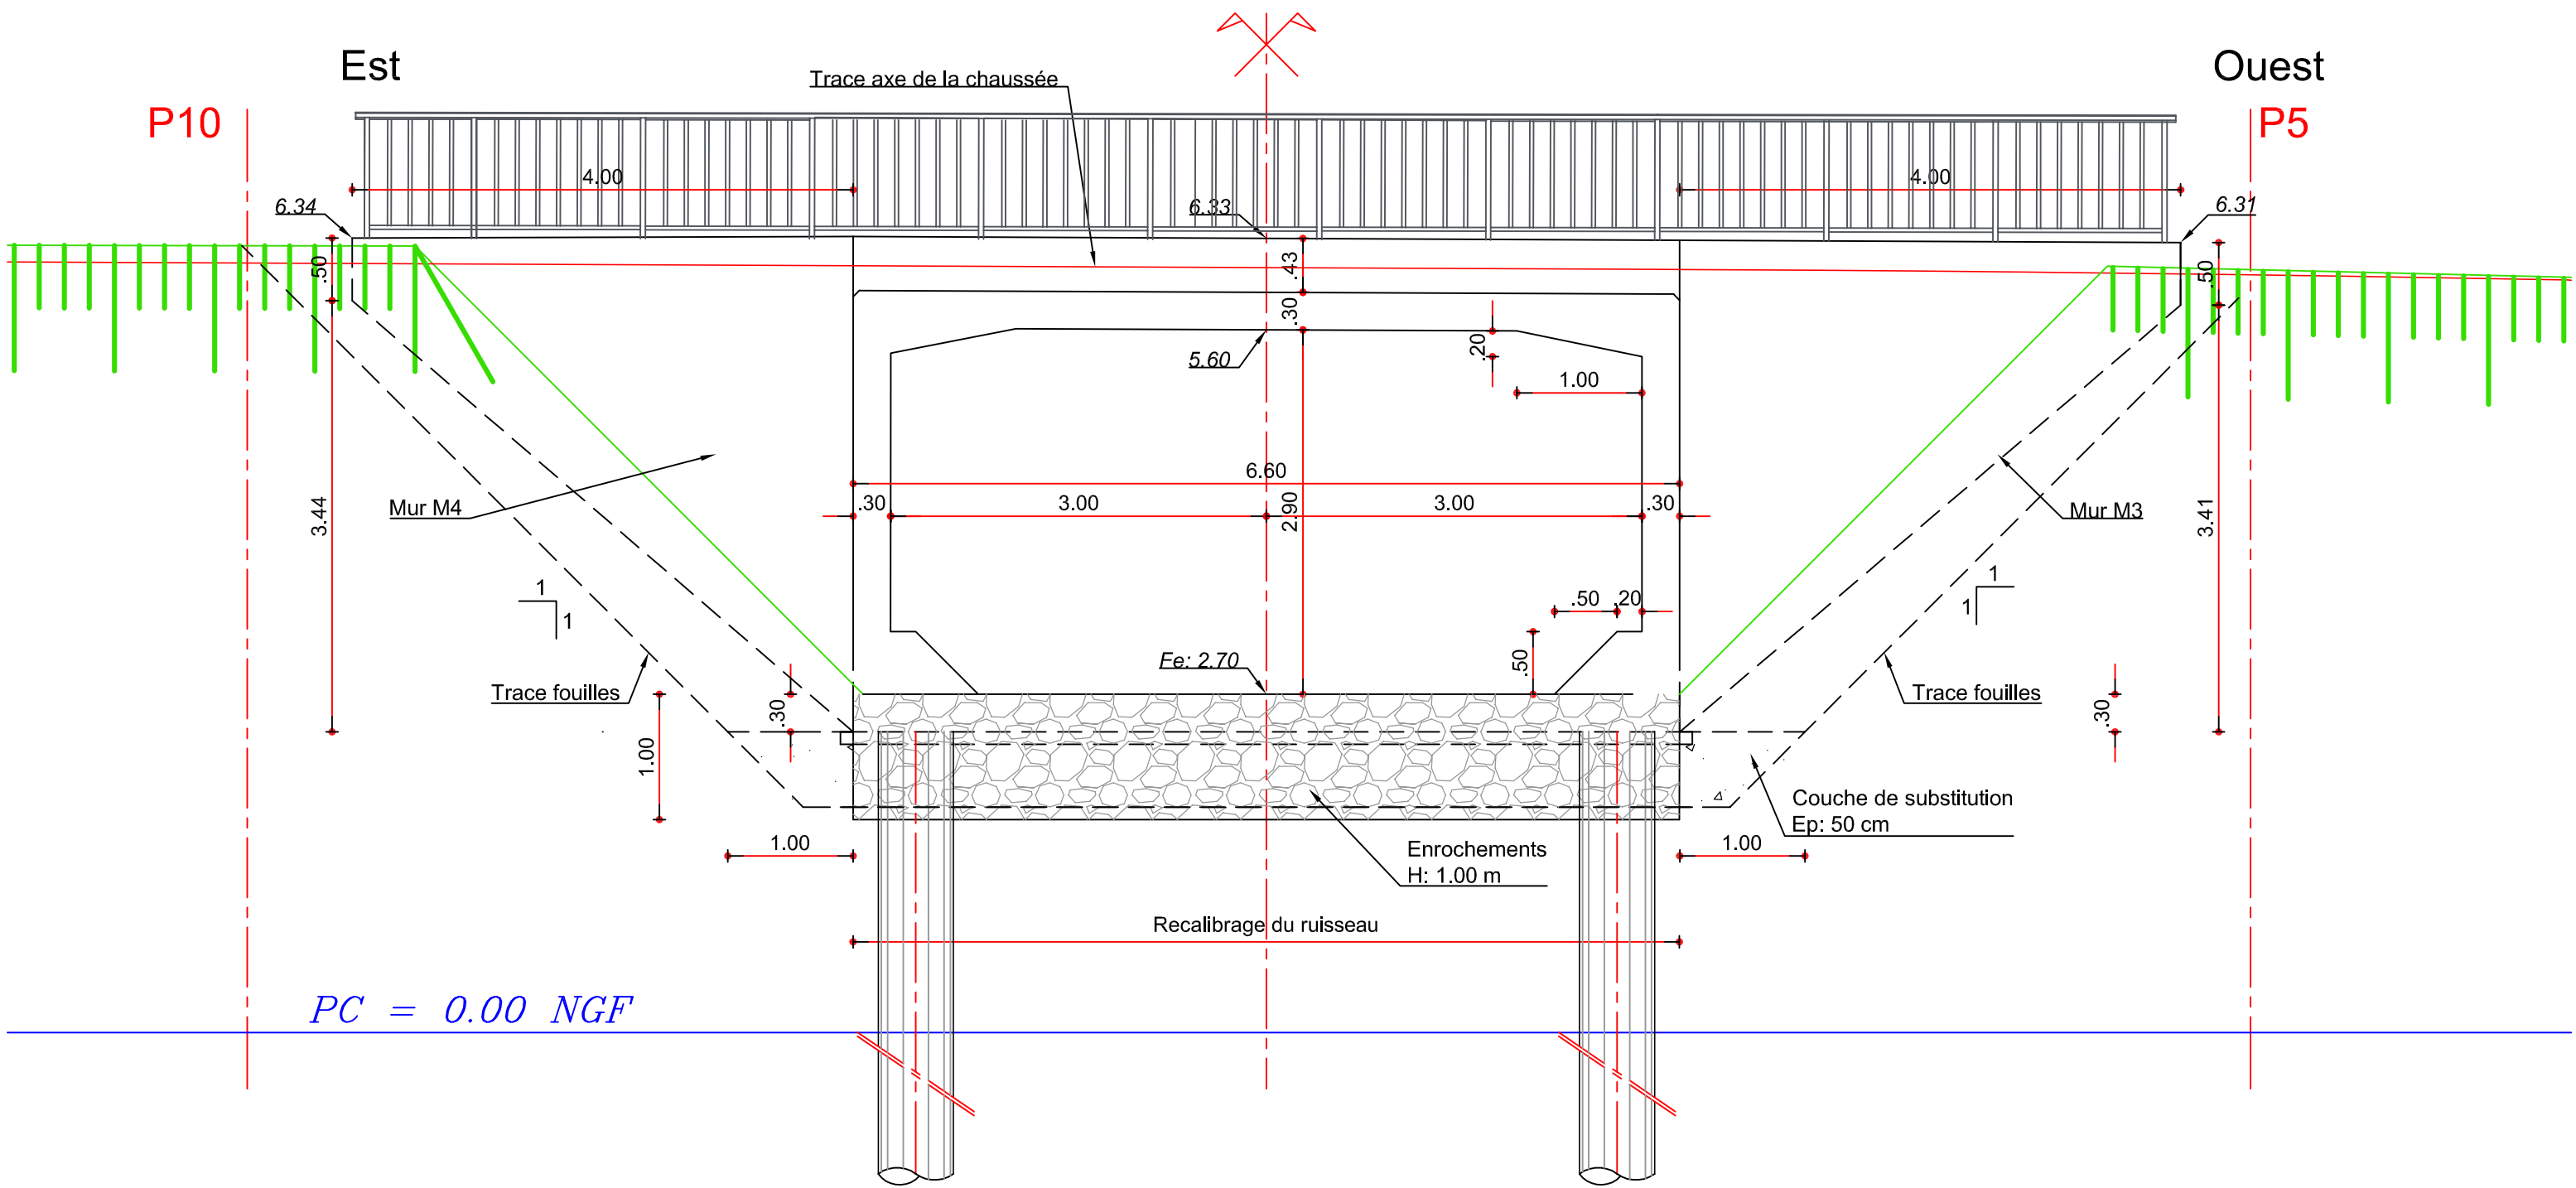 Est
Ouest
P10
P5
Trace axe de la chaussée
4.00
4.00
6.34
6.33
6.31
.50
.43
.50
.30
.20
5.60
1.00
6.60
.30
3.00
2.90
3.00
.30
Mur M4
3.44
Mur M3
3.41
1
1
1
1
.50
.20
.50
Fe: 2.70
Trace fouilles
Trace fouilles
.30
.30
1.00
Couche de substitution
Ep: 50 cm
1.00
1.00
Enrochements
H: 1.00 m
Recalibrage du ruisseau
PC = 0.00 NGF